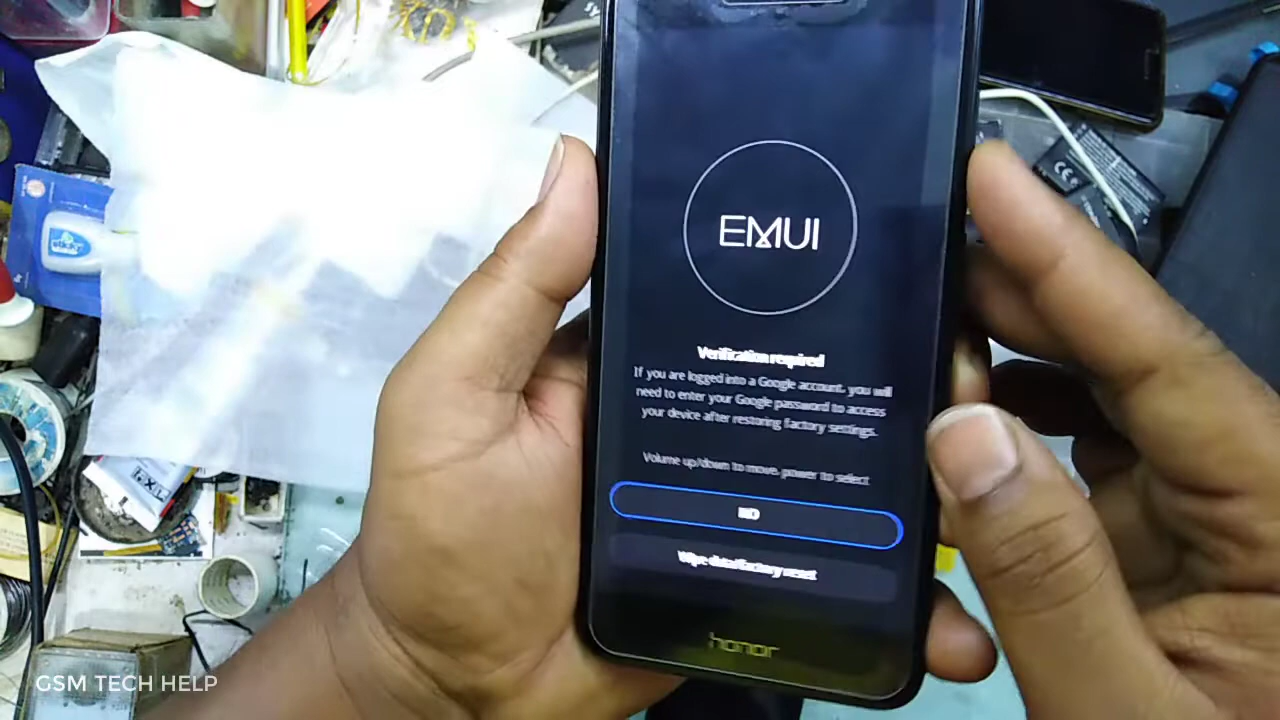 EMUI
Verification required
If you are logged into a Google account, you will
need to enter your Google password to access
your device after restoring factory settings.
Volume up/down to move, power to select
NO
Wipe data/factory reset
honor
GSM TECH HELP